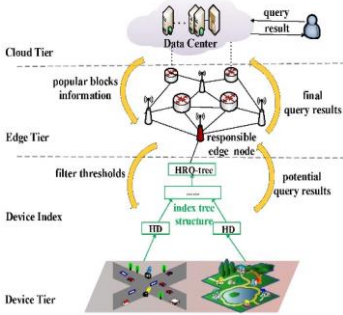 query
result
Data Center
Cloud Tier
popular blocks
information
final
query results
Edge Tier
responsible
edge node
filter thresholds
HRQ-tree
potential
query results
......
index tree
structure
Device Index
HD
HD
Device Tier